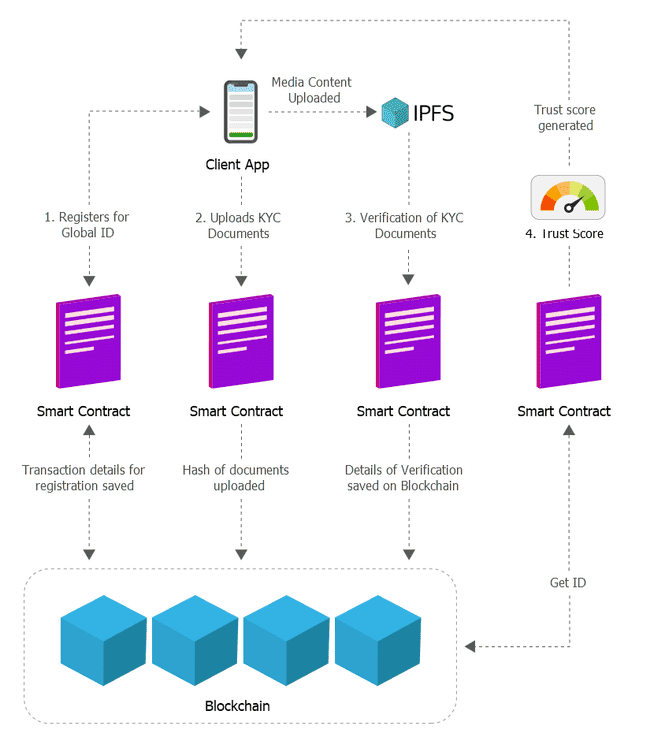 Media Content
Uploaded
IPFS
Trust score
generated
Client App
1. Registers for
Global ID
2. Uploads KYC
Documents
3. Verification of KYC
Documents
4. Trust Score
Smart Contract
Smart Contract
Smart Contract
Smart Contract
Transaction details for
registration saved
Hash of documents
uploaded
Details of Verification
saved on Blockchain
Get ID
Blockchain